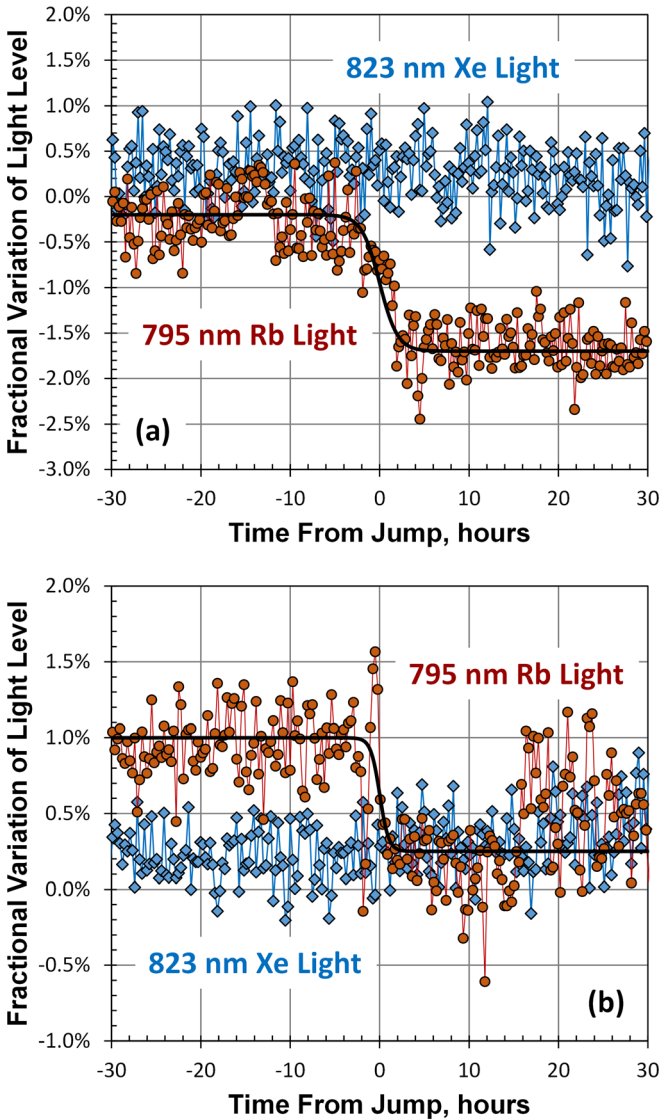 Fractional Variation of Light Level
2.0%
1.5%
1.0%
0.5%
0.0%
-0.5%
-1.0%
-1.5%
-2.0%
-2.5%
-3.0%
823 nm Xe Light
795 nm Rb Light
(a)
-30 -20 -10 0 10 20 30
Time From Jump, hours
Fractional Variation of Light Level
2.0%
1.5%
1.0%
0.5%
0.0%
-0.5%
-1.0%
795 nm Rb Light
823 nm Xe Light
(b)
-30 -20 -10 0 10 20 30
Time From Jump, hours